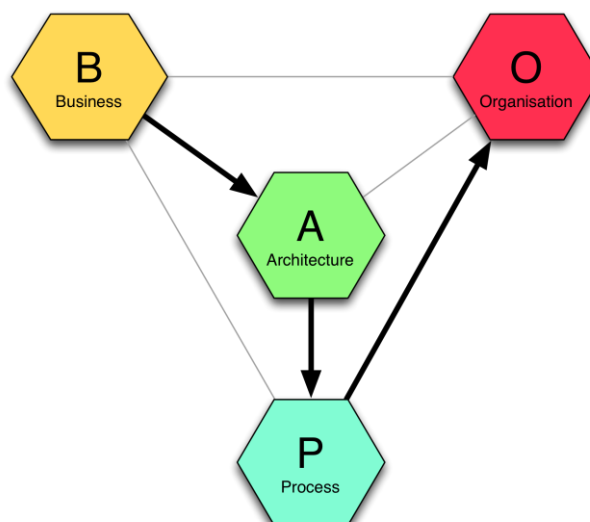 B
Business
O
Organisation
A
Architecture
P
Process